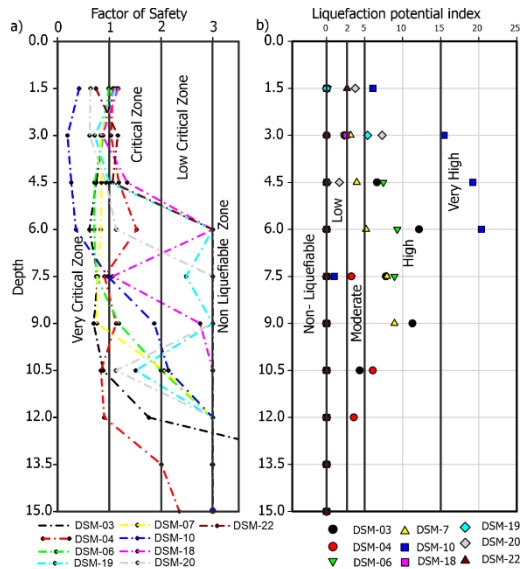 a)
Factor of Safety
0 1 2 3
Depth
0.0
1.5
3.0
4.5
6.0
7.5
9.0
10.5
12.0
13.5
15.0
Very Critical Zone
Critical Zone
Low Critical Zone
Non Liquefiable Zone
DSM-03 DSM-07 DSM-22
DSM-04 DSM-10
DSM-06 DSM-18
DSM-19 DSM-20
b)
Liquefaction potential index
0 2 5 10 15 20 25
0.0
1.5
3.0
4.5
6.0
7.5
9.0
10.5
12.0
13.5
15.0
Non- Liquefiable
Low
Moderate
High
Very High
DSM-03 DSM-7 DSM-19
DSM-04 DSM-10 DSM-20
DSM-06 DSM-18 DSM-22